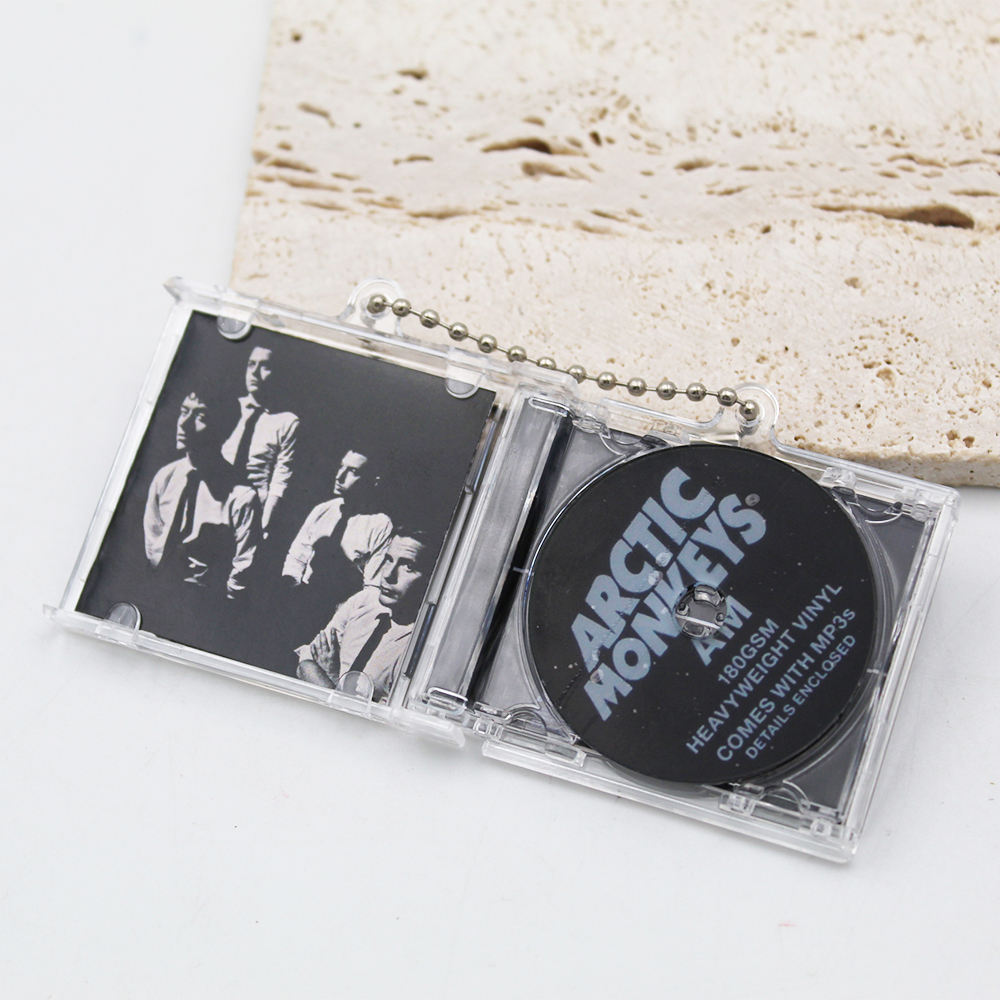 ARCTIC
MONKEYS
AM
180GSM
HEAVYWEIGHT VINYL
COMES WITH MP3s
DETAILS ENCLOSED